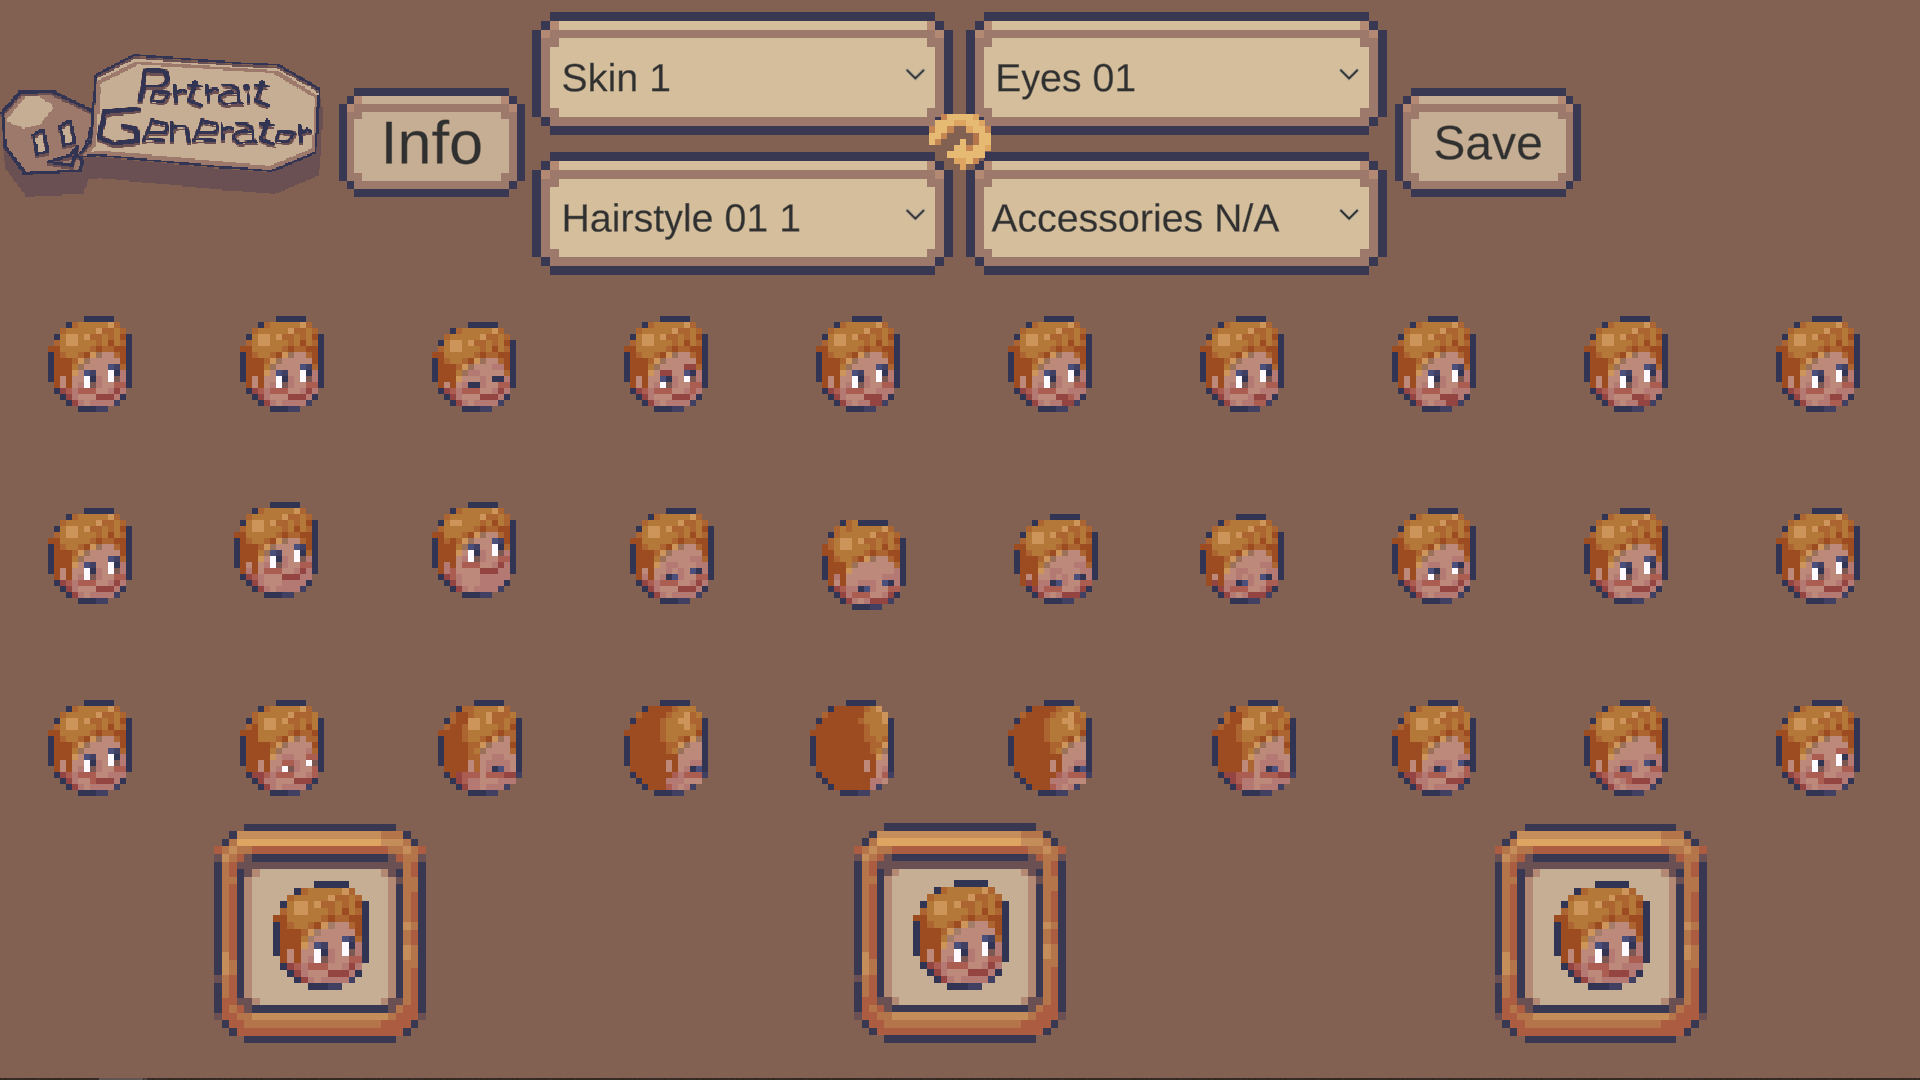 Portrait
Generator
Info
Skin 1
Eyes 01
Hairstyle 01 1
Accessories N/A
Save